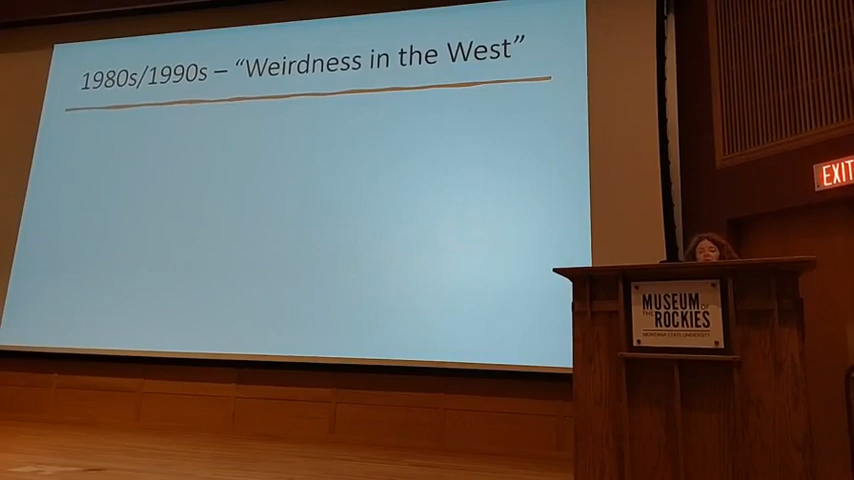 1980s/1990s – “Weirdness in the West”
EXIT
MUSEUM
OF THE
ROCKIES
MONTANA STATE UNIVERSITY